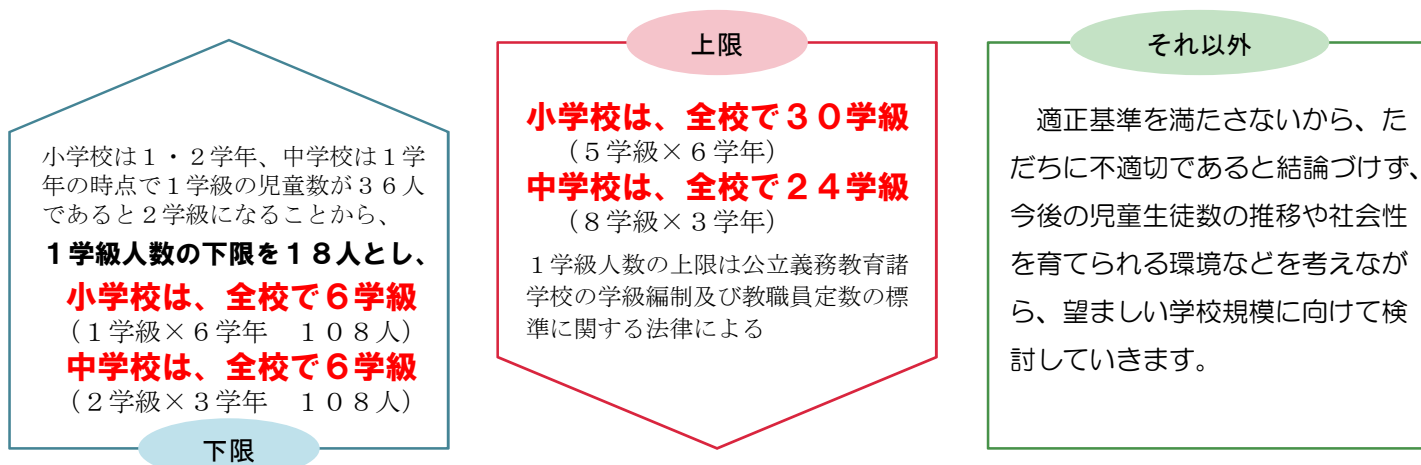 小学校は１・２学年、中学校は１学
年の時点で１学級の児童数が３６人
であると２学級になることから、
１学級人数の下限を１８人とし、
小学校は、全校で６学級
（１学級×６学年　１０８人）
中学校は、全校で６学級
（２学級×３学年　１０８人）
下限
上限
小学校は、全校で３０学級
（５学級×６学年）
中学校は、全校で２４学級
（８学級×３学年）
１学級人数の上限は公立義務教育諸
学校の学級編制及び教職員定数の標
準に関する法律による
それ以外
適正基準を満たさないから、た
だちに不適切であると結論づけず、
今後の児童生徒数の推移や社会性
を育てられる環境などを考えなが
ら、望ましい学校規模に向けて検
討していきます。